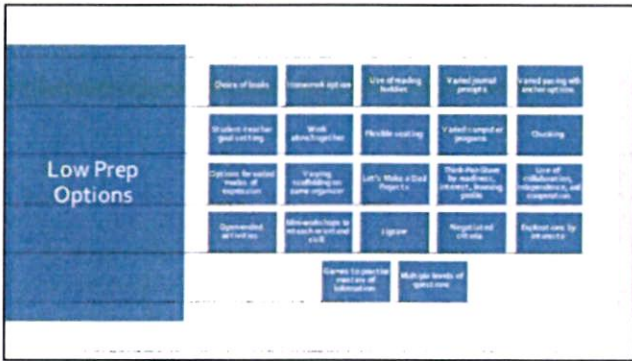 Low Prep
Options
Choice of books
Homework option
Use of reading
buddies
Varied journal
prompts
Varied pacing with
anchor options
Student-teacher
goal setting
Work
alone/together
Flexible seating
Varied computer
programs
Chunking
Options for varied
modes of
expression
Varying
scaffolding on
same organizer
Let's Make a Deal
Projects
Think-Pair-Share
by readiness,
interest, learning
profile
Use of
collaboration,
independence, and
cooperation
Open-ended
activities
Mini-workshops to
reteach or extend
skills
Jigsaw
Negotiated
criteria
Explorations by
interests
Games to practice
mastery of
information
Multiple levels of
questions